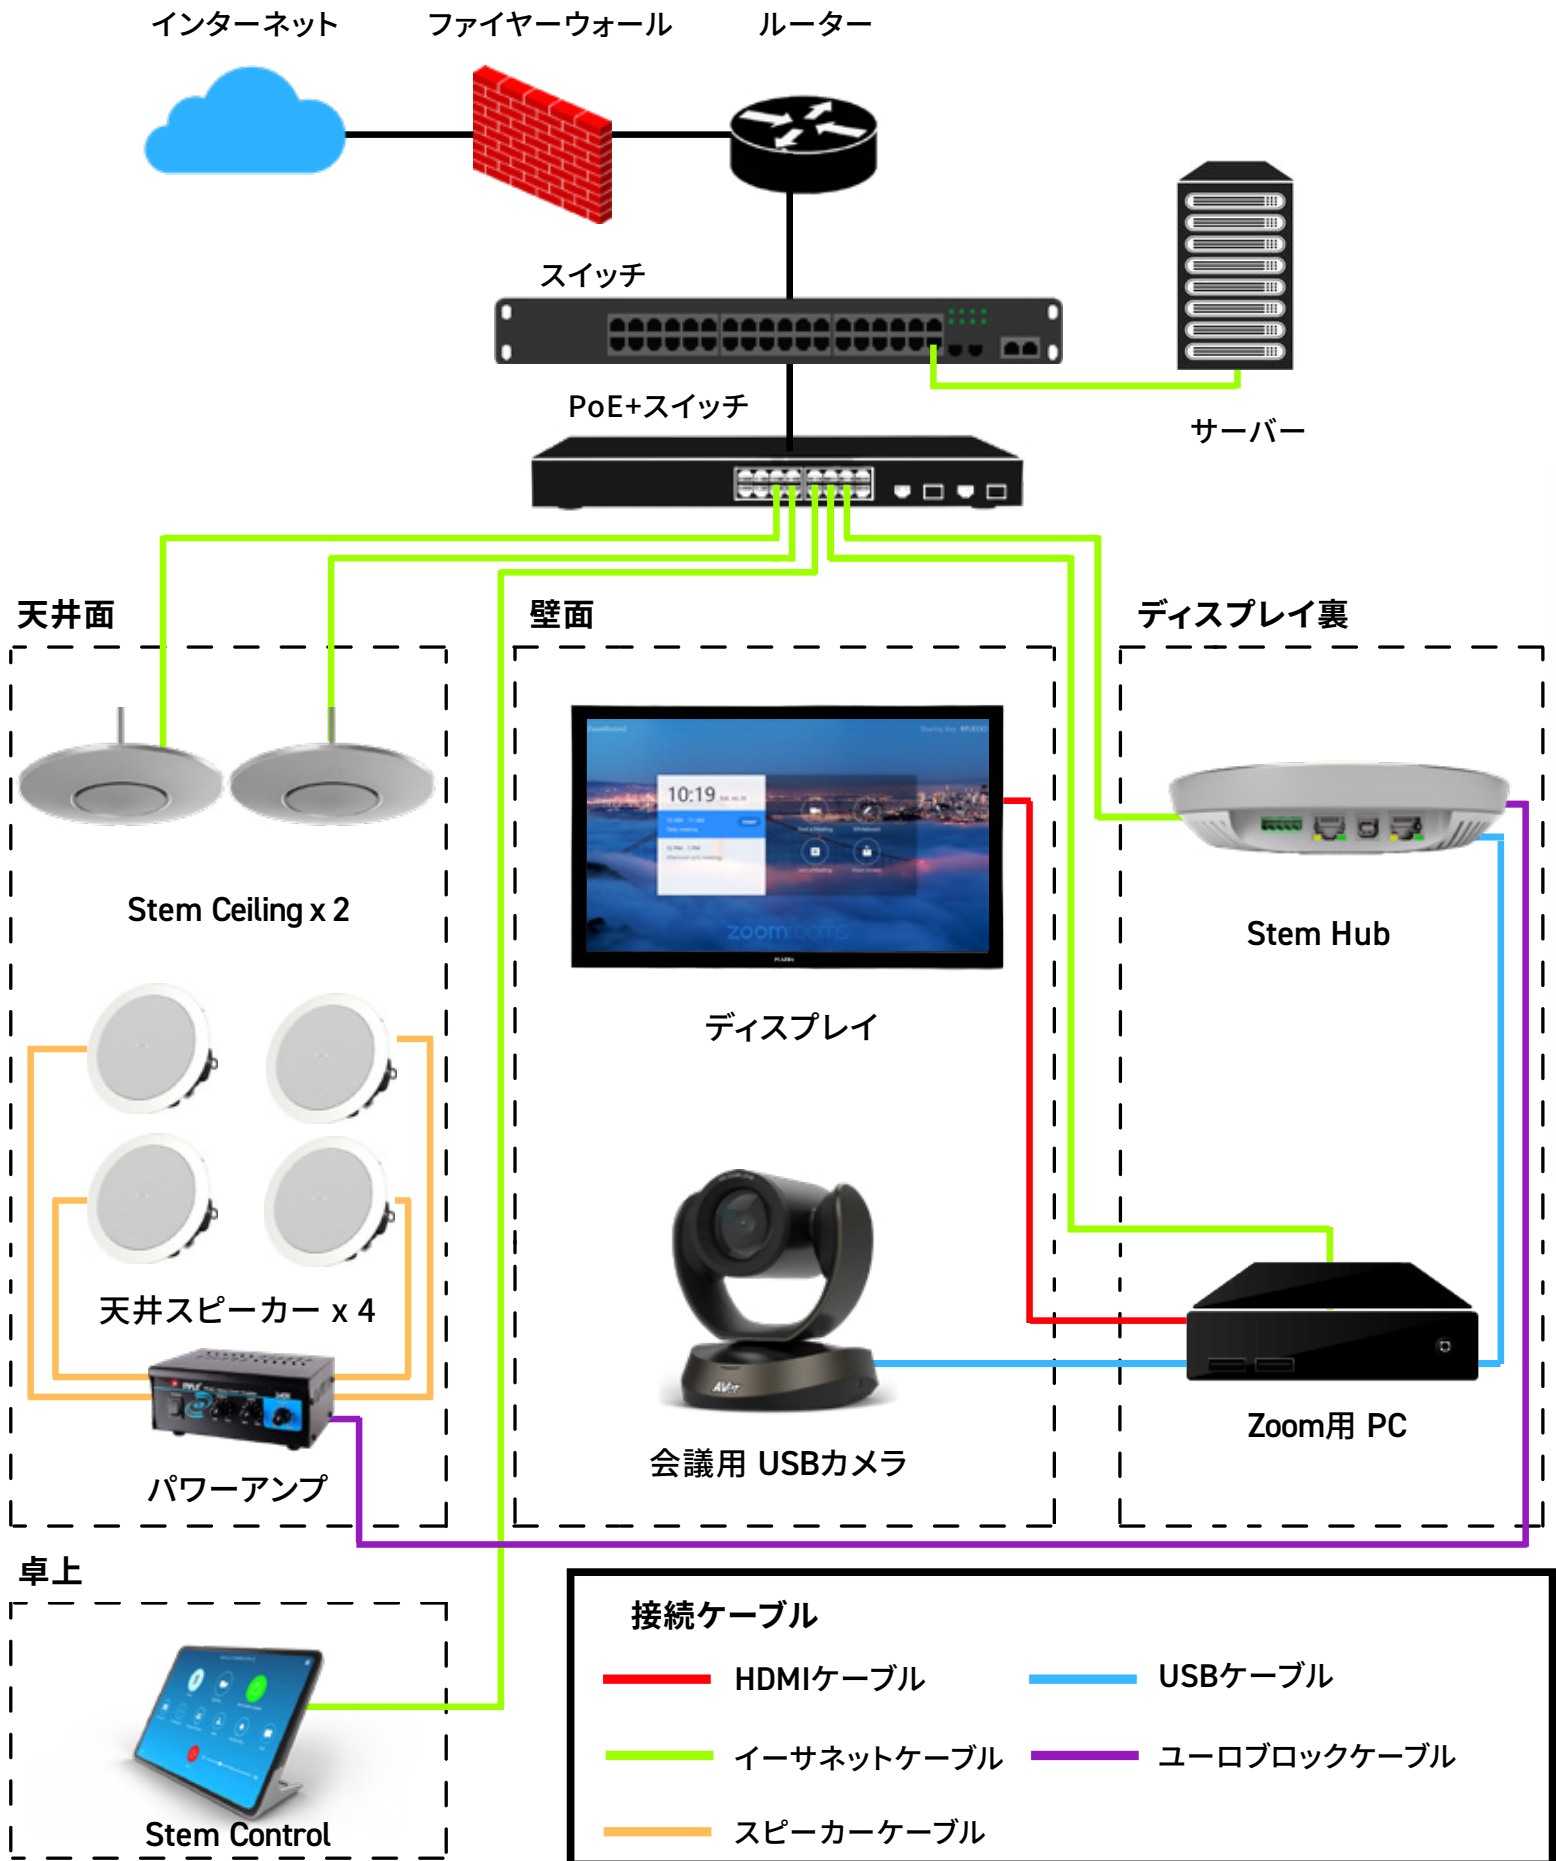 インターネット
ファイヤーウォール
ルーター
スイッチ
PoE+スイッチ
サーバー
天井面
壁面
ディスプレイ裏
10:19
zoomrooms
Stem Ceiling x 2
Stem Hub
ディスプレイ
天井スピーカー x 4
AVer
パワーアンプ
会議用 USBカメラ
Zoom用 PC
卓上
Stem Control
接続ケーブル
HDMIケーブル
USBケーブル
イーサネットケーブル
ユーロブロックケーブル
スピーカーケーブル